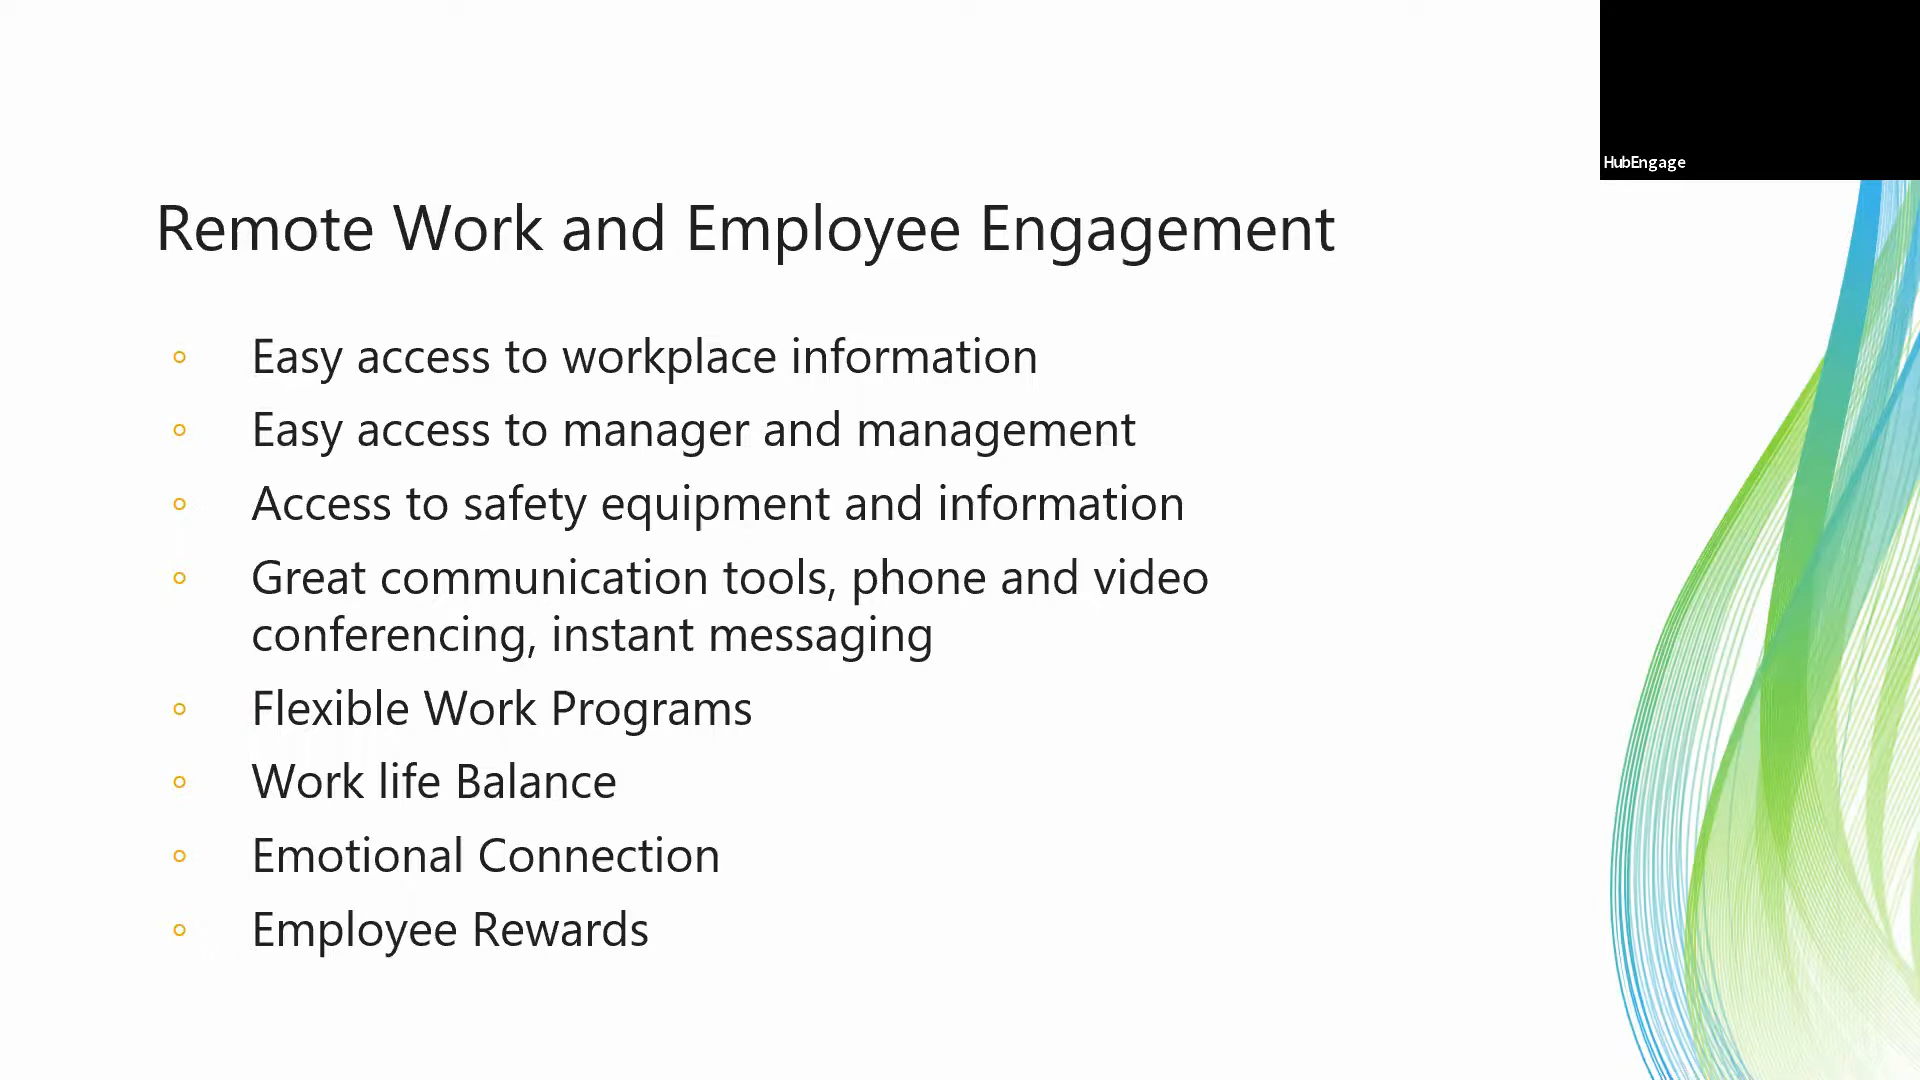 HubEngage
Remote Work and Employee Engagement
Easy access to workplace information
Easy access to manager and management
Access to safety equipment and information
Great communication tools, phone and video
conferencing, instant messaging
Flexible Work Programs
Work life Balance
Emotional Connection
Employee Rewards